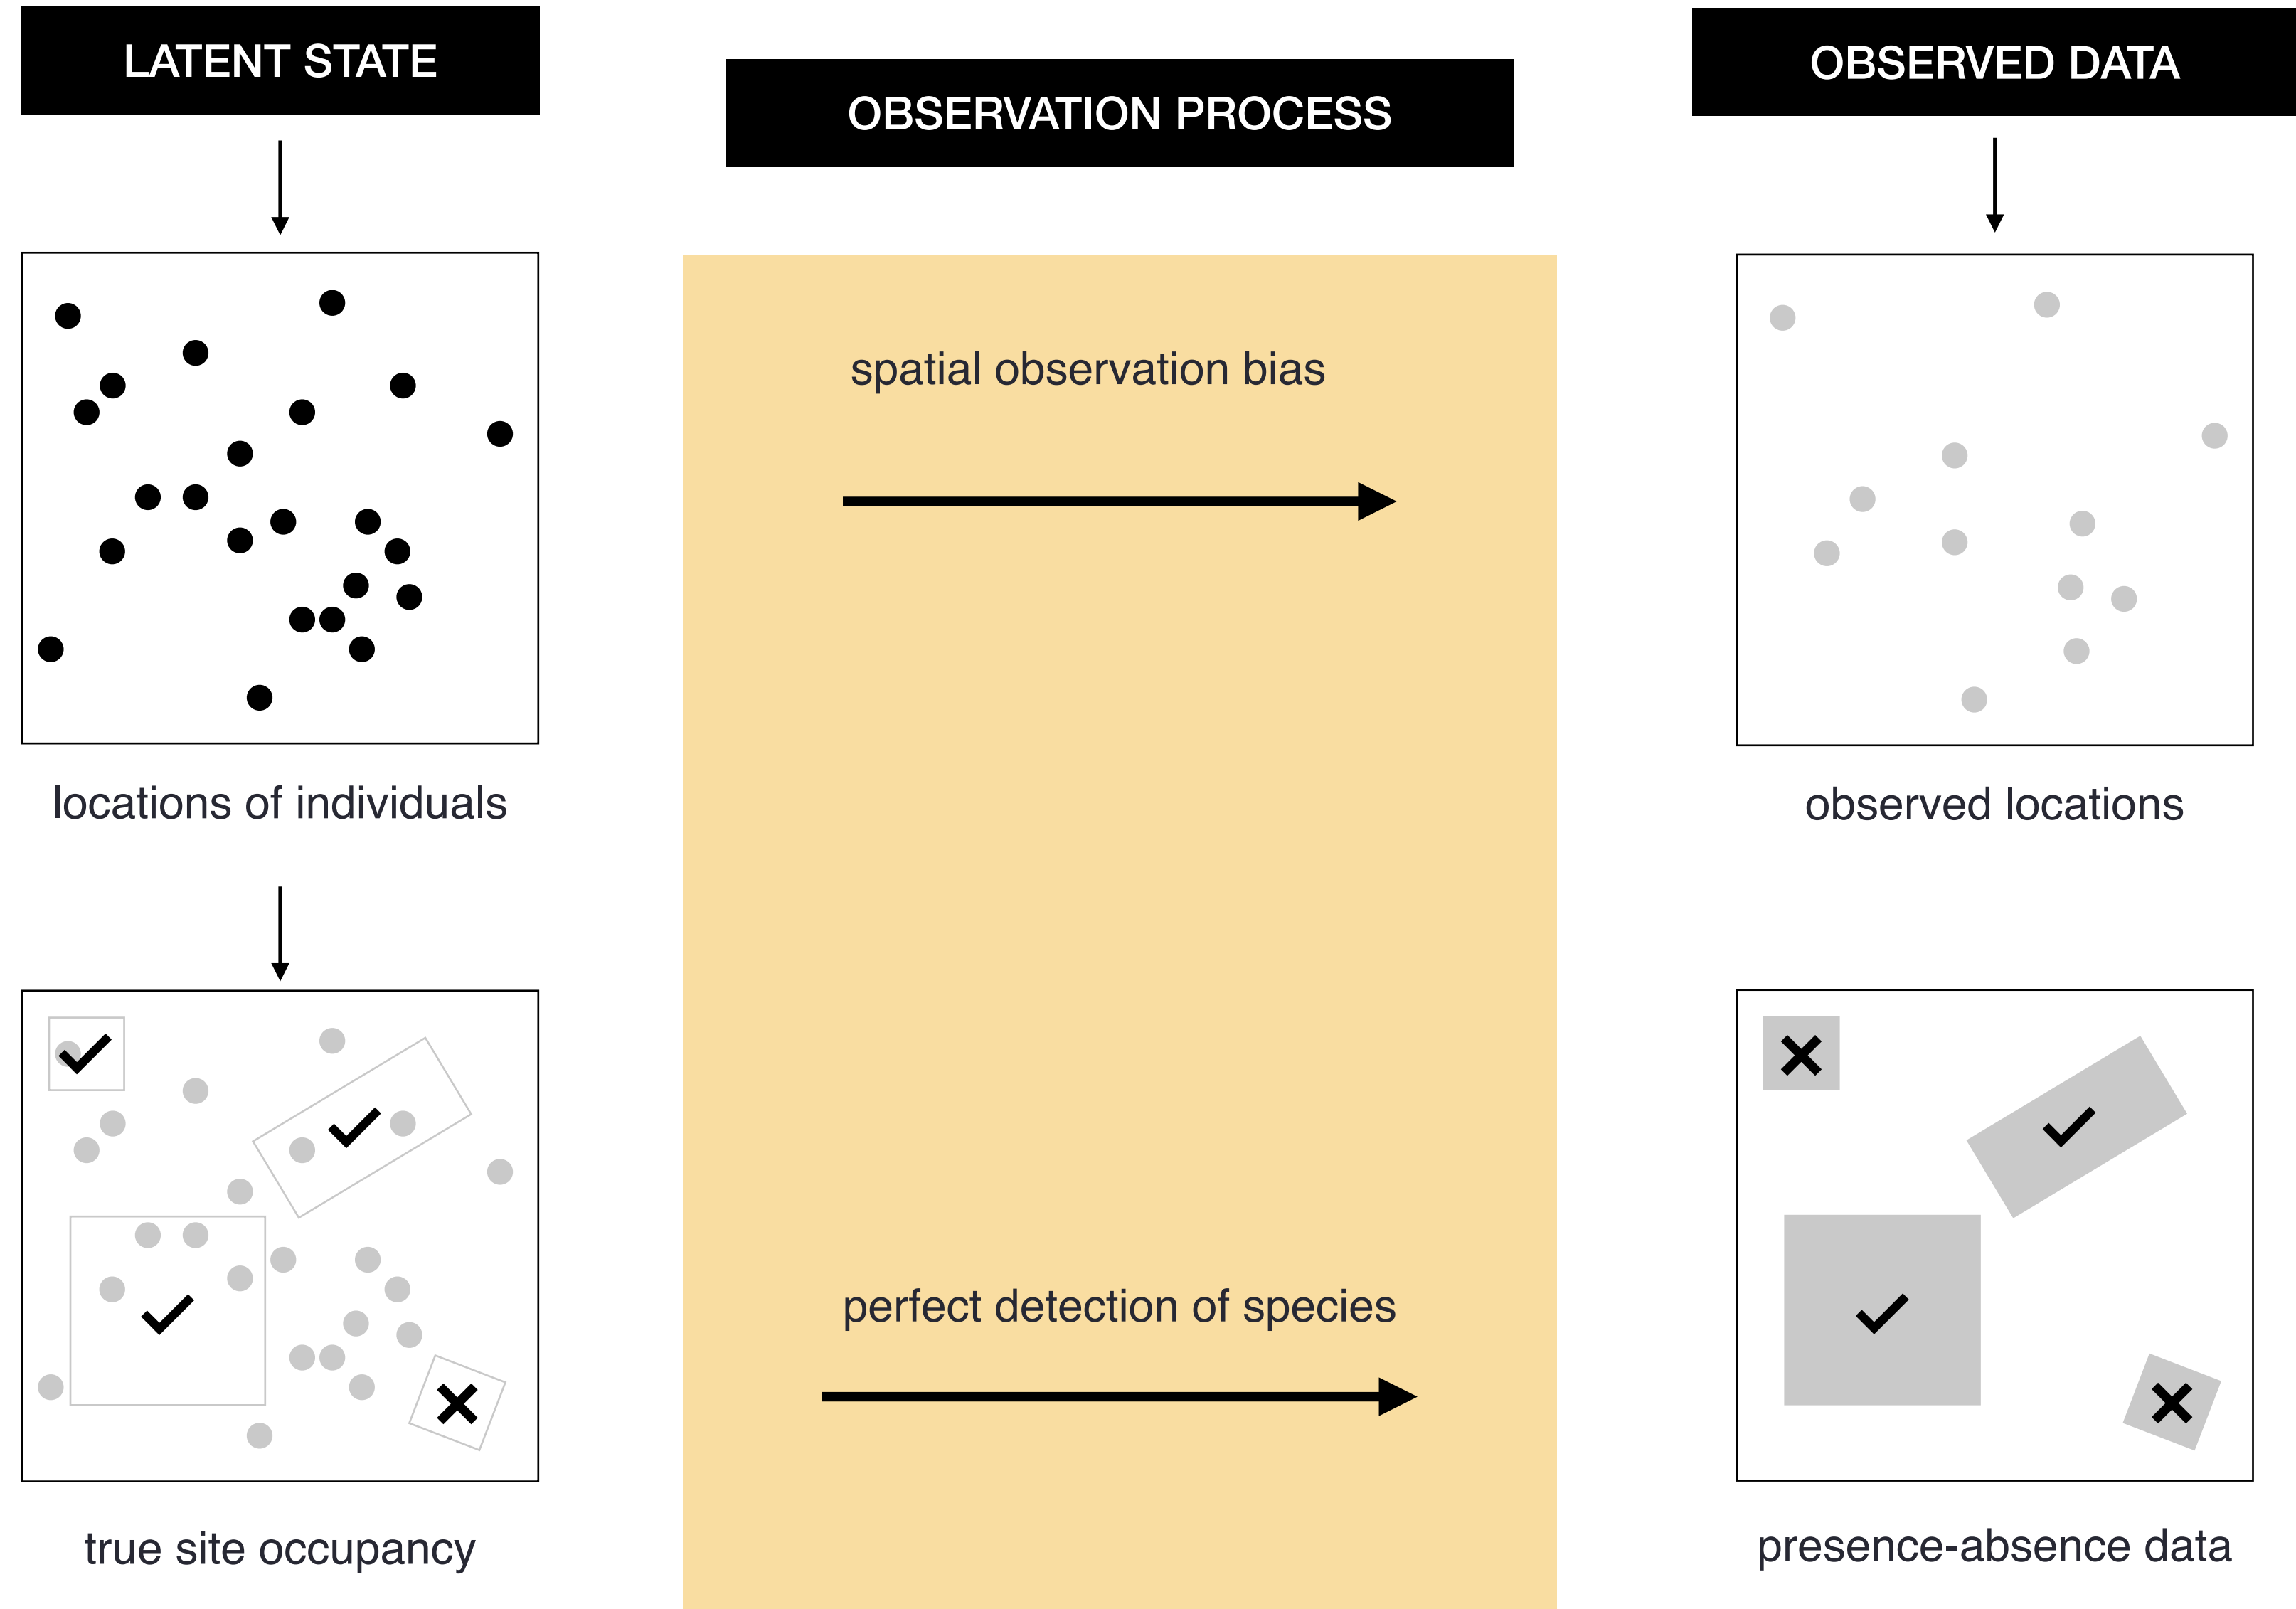 LATENT STATE
OBSERVATION PROCESS
OBSERVED DATA
spatial observation bias
locations of individuals
observed locations
perfect detection of species
true site occupancy
presence-absence data